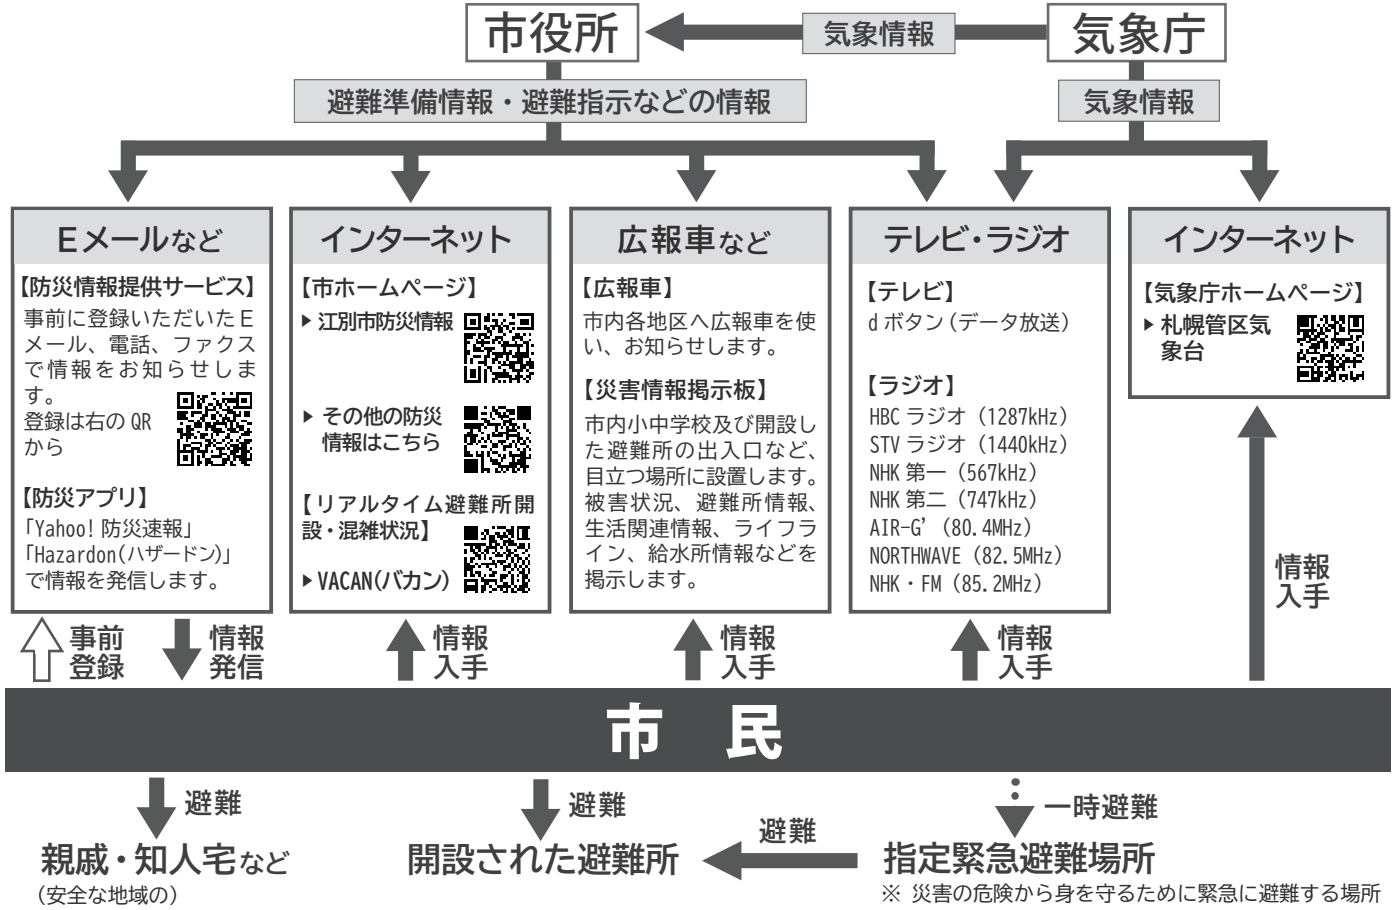 市役所
気象情報
気象庁
避難準備情報・避難指示などの情報
気象情報
Ｅメールなど
【防災情報提供サービス】
事前に登録いただいたＥ
メール、電話、ファクス
で情報をお知らせしま
す。
登録は右の QR
から
【防災アプリ】
「Yahoo! 防災速報」
「Hazardon(ハザードン)」
で情報を発信します。
インターネット
【市ホームページ】
▶ 江別市防災情報
▶ その他の防災
情報はこちら
【リアルタイム避難所開
設・混雑状況】
▶ VACAN(バカン)
広報車など
【広報車】
市内各地区へ広報車を使
い、お知らせします。
【災害情報掲示板】
市内小中学校及び開設し
た避難所の出入口など、
目立つ場所に設置します。
被害状況、避難所情報、
生活関連情報、ライフラ
イン、給水所情報などを
掲示します。
テレビ・ラジオ
【テレビ】
d ボタン (データ放送)
【ラジオ】
HBC ラジオ (1287kHz)
STV ラジオ (1440kHz)
NHK 第一 (567kHz)
NHK 第二 (747kHz)
AIR-G' (80.4MHz)
NORTHWAVE (82.5MHz)
NHK・FM (85.2MHz)
インターネット
【気象庁ホームページ】
▶ 札幌管区気
象台
事前
登録
情報
発信
情報
入手
情報
入手
情報
入手
情報
入手
市 民
避難
親戚・知人宅など
(安全な地域の)
避難
開設された避難所
避難
一時避難
指定緊急避難場所
※ 災害の危険から身を守るために緊急に避難する場所